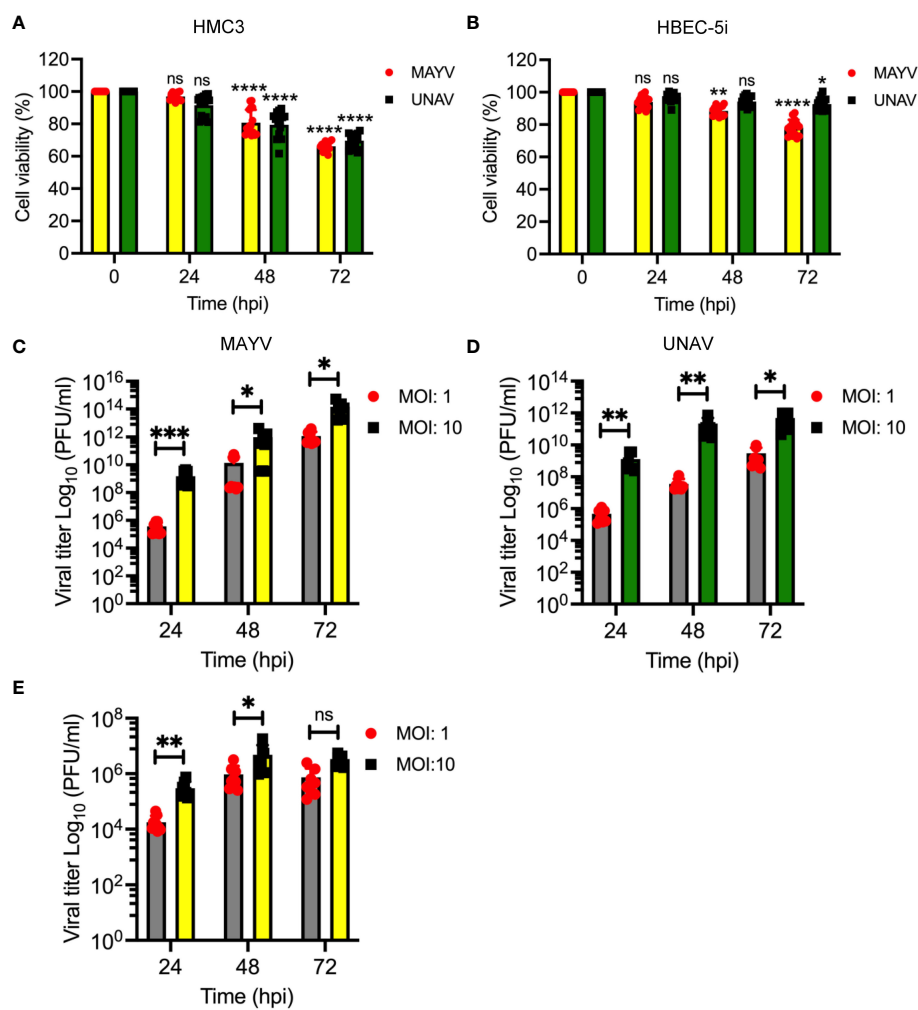 A
HMC3
Cell viability (%)
120
100
80
60
40
20
0
ns
ns
****
****
****
****
MAYV
UNAV
0
24
48
72
Time (hpi)
B
HBEC-5i
Cell viability (%)
120
100
80
60
40
20
0
ns
ns
**
ns
****
*
MAYV
UNAV
0
24
48
72
Time (hpi)
C
MAYV
Viral titer Log10 (PFU/ml)
10^16
10^14
10^12
10^10
10^8
10^6
10^4
10^2
10^0
***
*
*
MOI: 1
MOI: 10
24
48
72
Time (hpi)
D
UNAV
Viral titer Log10 (PFU/ml)
10^14
10^12
10^10
10^8
10^6
10^4
10^2
10^0
**
**
*
MOI: 1
MOI: 10
24
48
72
Time (hpi)
E
Viral titer Log10 (PFU/ml)
10^8
10^6
10^4
10^2
10^0
**
*
ns
MOI: 1
MOI:10
24
48
72
Time (hpi)